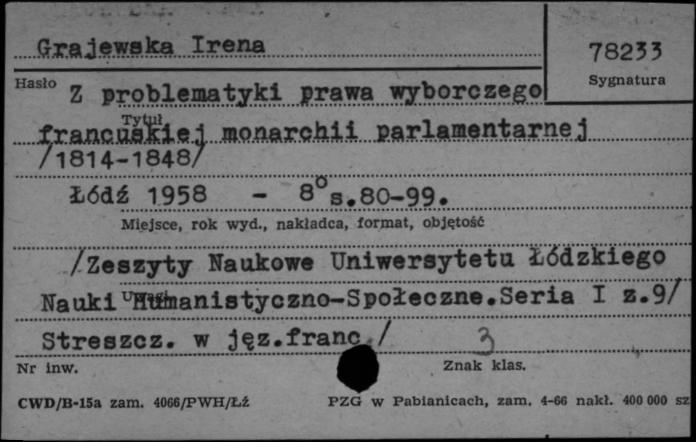 Grajewska Irena
78233
Sygnatura
Hasło
Z problematyki prawa wyborczego
Tytuł
francuskiej monarchii parlamentarnej
/1814-1848/
Łódź 1958 - 8° s.80-99.
Miejsce, rok wyd., nakładca, format, objętość
/Zeszyty Naukowe Uniwersytetu Łódzkiego
Uwagi
Nauki Humanistyczno-Społeczne.Seria I z.9/
Streszcz. w jęz.franc./
3
Nr inw.
Znak klas.
CWD/B-15a zam. 4066/PWH/Łź
PZG w Pabianicach, zam. 4-66 nakł. 400 000 sz